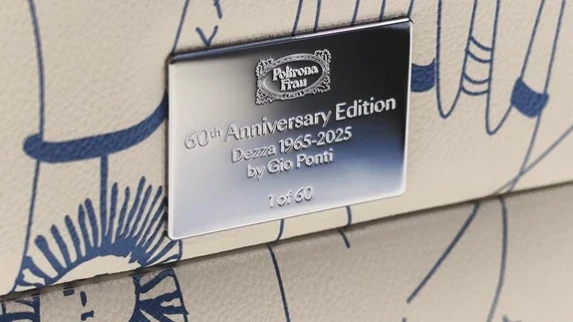 Poltrona
Frau
60th Anniversary Edition
Dezza 1965-2025
by Gio Ponti
1 of 60